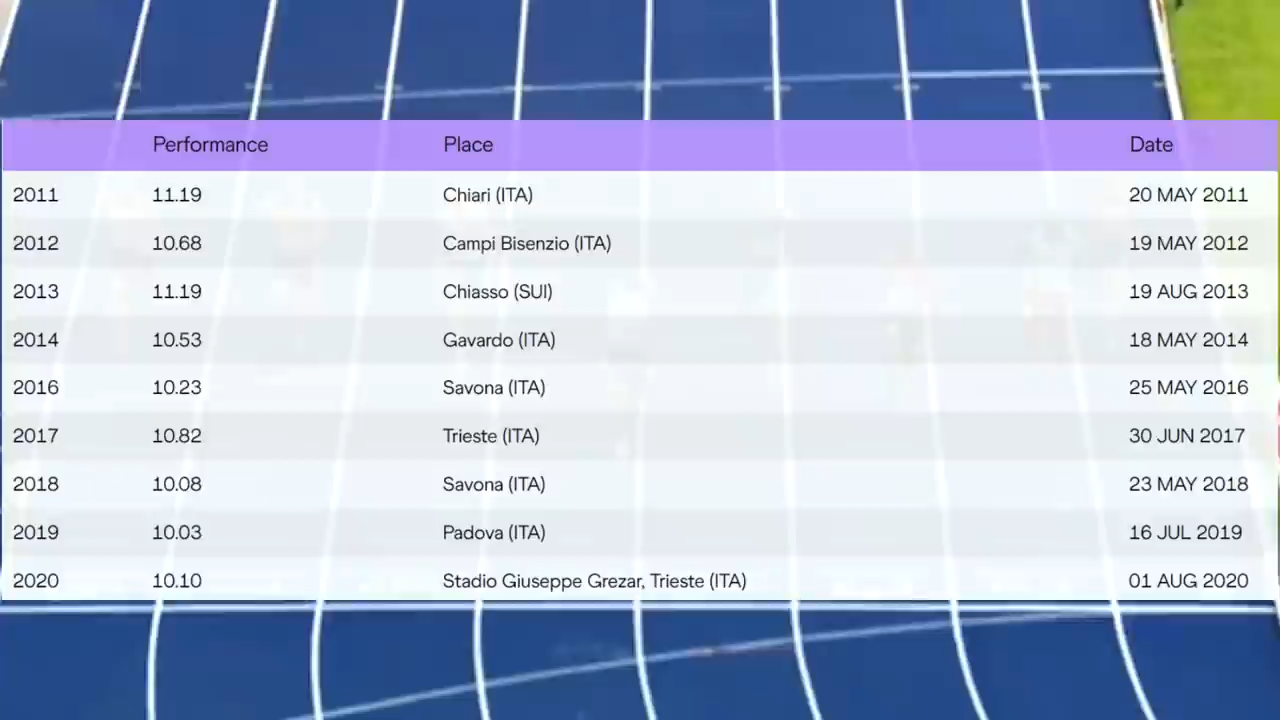 Performance Place Date
2011 11.19 Chiari (ITA) 20 MAY 2011
2012 10.68 Campi Bisenzio (ITA) 19 MAY 2012
2013 11.19 Chiasso (SUI) 19 AUG 2013
2014 10.53 Gavardo (ITA) 18 MAY 2014
2016 10.23 Savona (ITA) 25 MAY 2016
2017 10.82 Trieste (ITA) 30 JUN 2017
2018 10.08 Savona (ITA) 23 MAY 2018
2019 10.03 Padova (ITA) 16 JUL 2019
2020 10.10 Stadio Giuseppe Grezar, Trieste (ITA) 01 AUG 2020